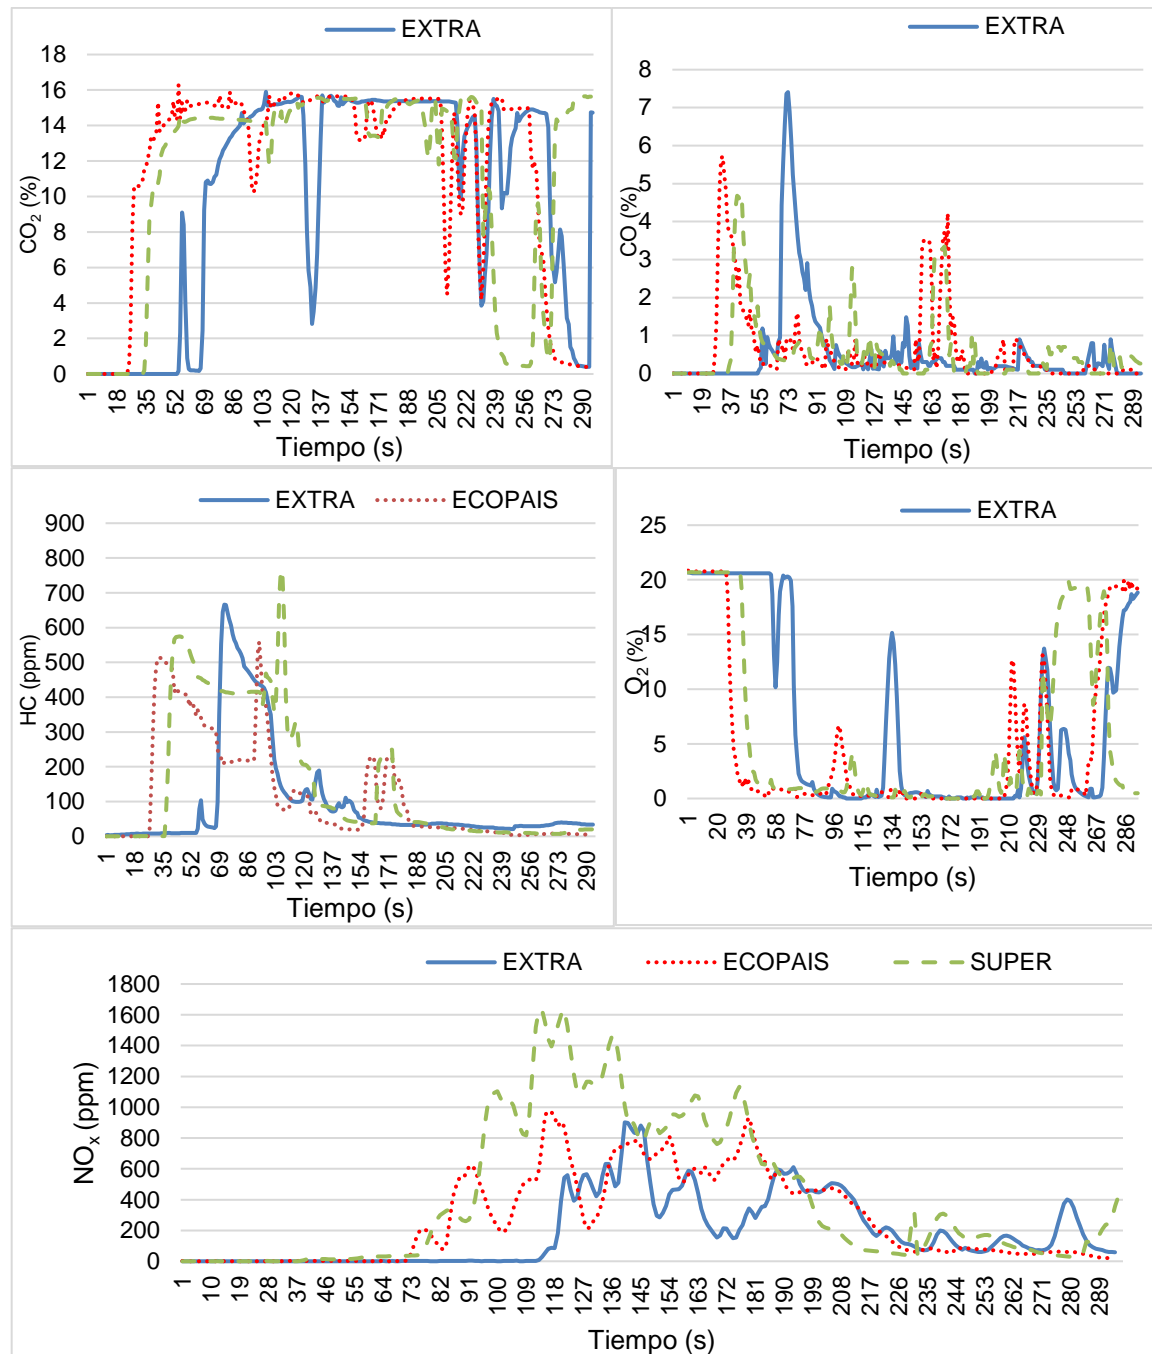 EXTRA
18
16
14
12
10
8
6
4
2
0
CO2 (%)
1 18 35 52 69 86 103 120 137 154 171 188 205 222 239 256 273 290
Tiempo (s)
EXTRA
8
7
6
5
4
3
2
1
0
CO (%)
1 19 37 55 73 91 109 127 145 163 181 199 217 235 253 271 289
Tiempo (s)
EXTRA ECOPAIS
900
800
700
600
500
400
300
200
100
0
HC (ppm)
1 18 35 52 69 86 103 120 137 154 171 188 205 222 239 256 273 290
Tiempo (s)
EXTRA
25
20
15
10
5
0
O2 (%)
1 20 39 58 77 96 115 134 153 172 191 210 229 248 267 286
Tiempo (s)
EXTRA ECOPAIS SUPER
1800
1600
1400
1200
1000
800
600
400
200
0
NOx (ppm)
1 10 19 28 37 46 55 64 73 82 91 100 109 118 127 136 145 154 163 172 181 190 199 208 217 226 235 244 253 262 271 280 289
Tiempo (s)